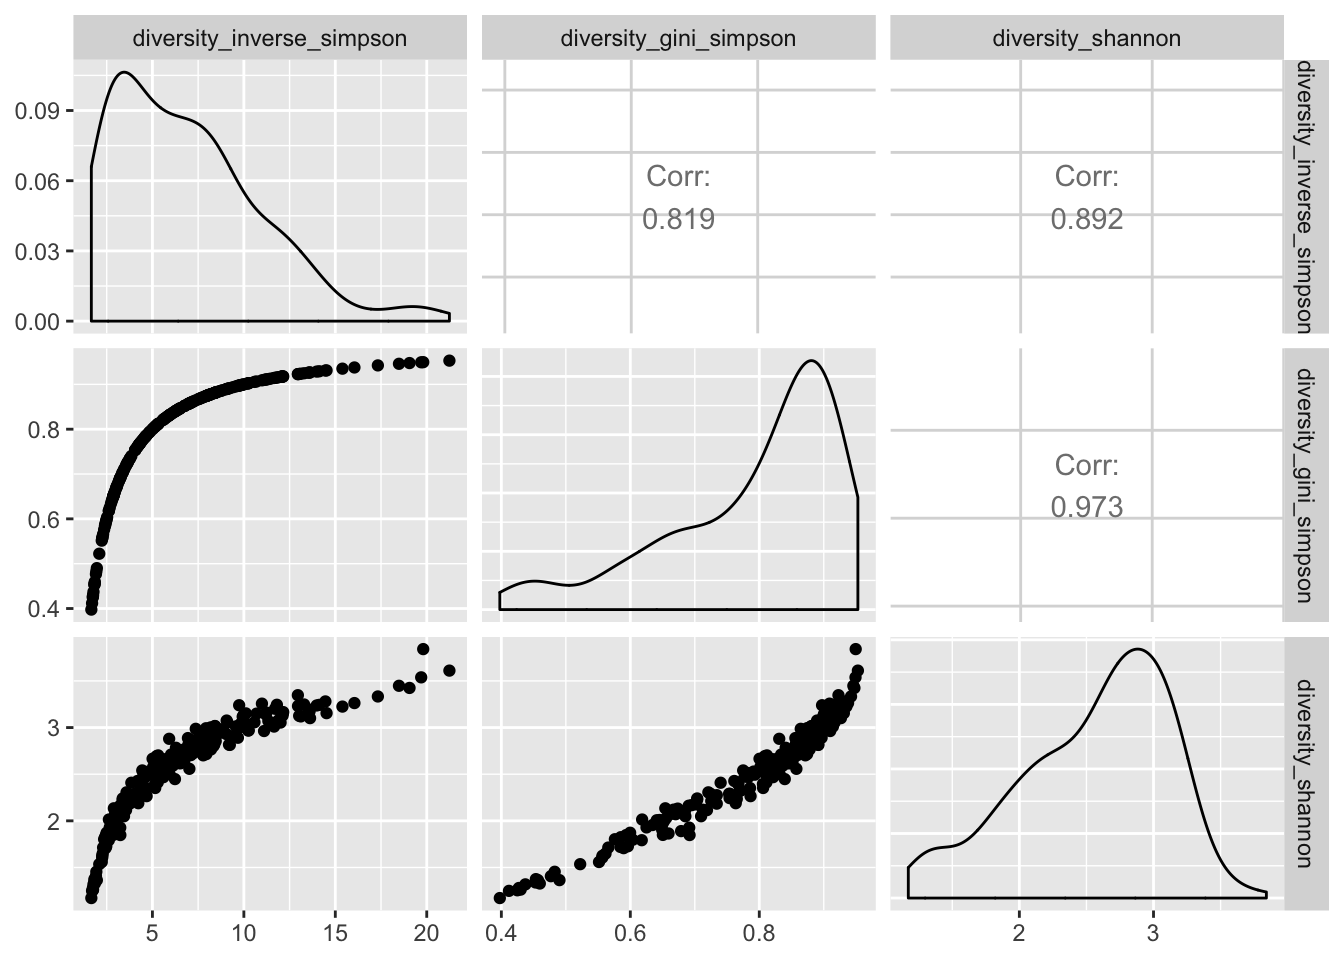 diversity_inverse_simpson
diversity_gini_simpson
diversity_shannon
0.09
0.06
0.03
0.00
Corr:
0.819
Corr:
0.892
diversity_inverse_simpson
0.8
0.6
0.4
Corr:
0.973
diversity_gini_simpson
3
2
diversity_shannon
5
10
15
20
0.4
0.6
0.8
2
3